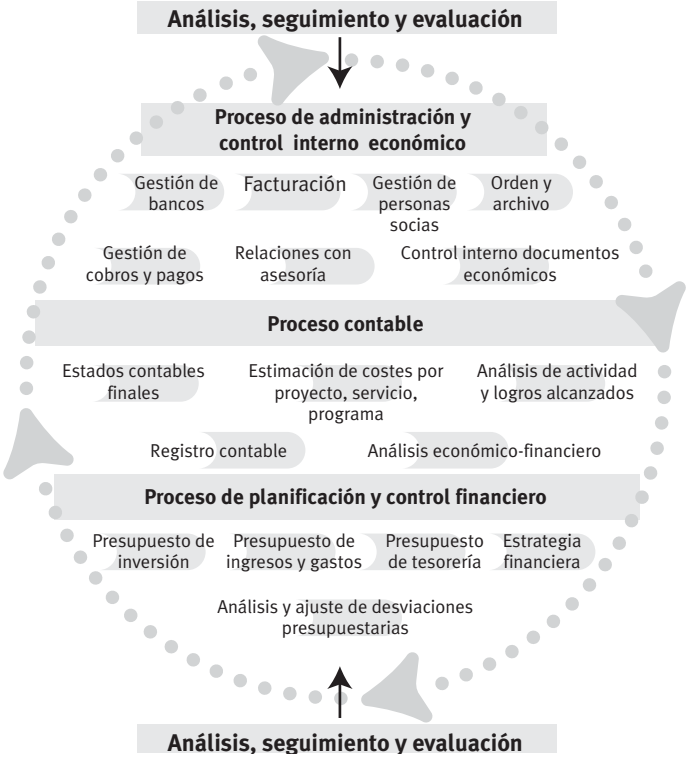 Análisis, seguimiento y evaluación
Proceso de administración y
control interno económico
Gestión de
bancos
Facturación
Gestión de
personas
socias
Orden y
archivo
Gestión de
cobros y pagos
Relaciones con
asesoría
Control interno documentos
económicos
Proceso contable
Estados contables
finales
Estimación de costes por
proyecto, servicio,
programa
Análisis de actividad
y logros alcanzados
Registro contable
Análisis económico-financiero
Proceso de planificación y control financiero
Presupuesto de
inversión
Presupuesto de
ingresos y gastos
Presupuesto
de tesorería
Estrategia
financiera
Análisis y ajuste de desviaciones
presupuestarias
Análisis, seguimiento y evaluación